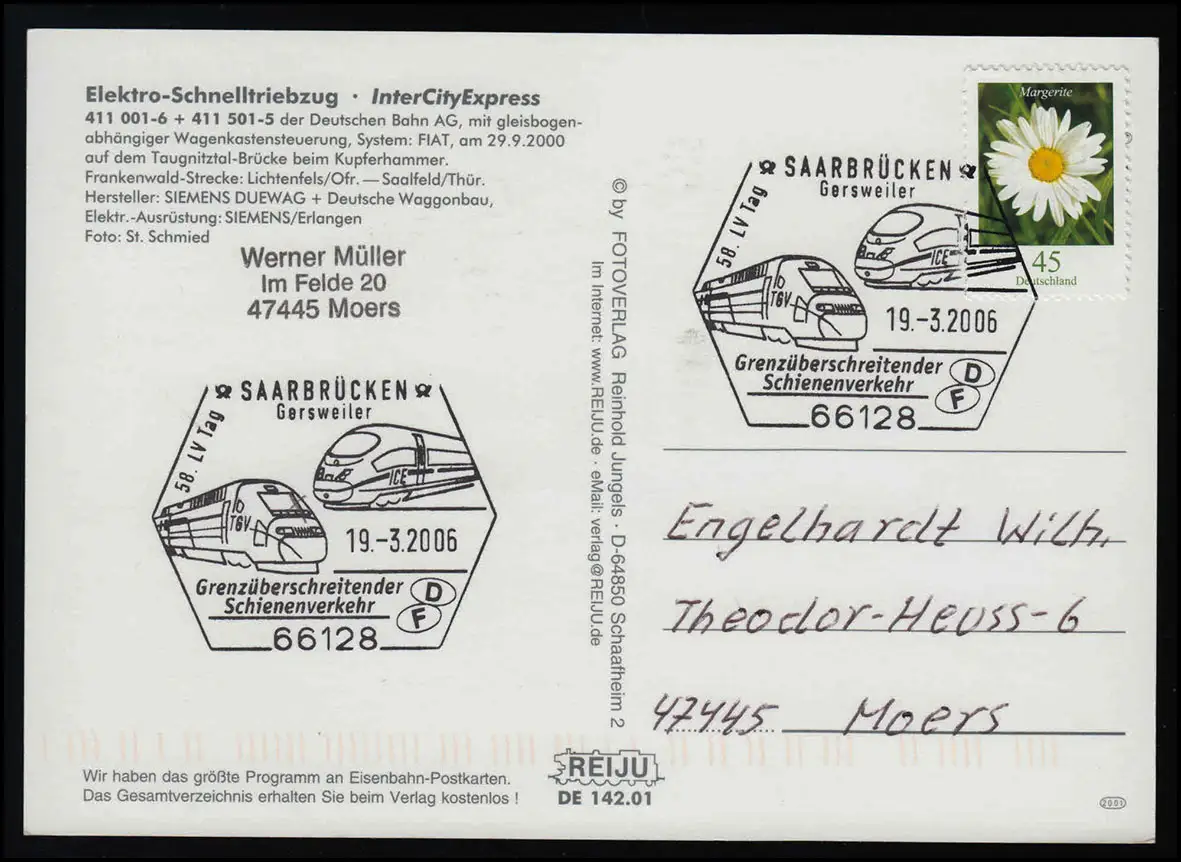 Elektro-Schnelltriebzug · InterCityExpress
411 001-6 + 411 501-5 der Deutschen Bahn AG, mit gleisbogen-
abhängiger Wagenkastensteuerung, System: FIAT, am 29.9.2000
auf dem Taugnitztal-Brücke beim Kupferhammer.
Frankenwald-Strecke: Lichtenfels/Ofr. — Saalfeld/Thür.
Hersteller: SIEMENS DUEWAG + Deutsche Waggonbau,
Elektr.-Ausrüstung: SIEMENS/Erlangen
Foto: St. Schmied
Werner Müller
Im Felde 20
47445 Moers
SAARBRÜCKEN
Gersweiler
58. LV Tag
ICE
TGV
19.-3.2006
Grenzüberschreitender
Schienenverkehr
D
F
66128
© by FOTOVERLAG Reinhold Jungels · D-64850 Schaafheim 2
Im Internet: www.REIJU.de · eMail: verlag@REIJU.de
Margerite
45
Deutschland
SAARBRÜCKEN
Gersweiler
58. LV Tag
ICE
TGV
19.-3.2006
Grenzüberschreitender
Schienenverkehr
D
F
66128
Engelhardt Wilh.
Theodor-Heuss-6
47445 Moers
Wir haben das größte Programm an Eisenbahn-Postkarten.
Das Gesamtverzeichnis erhalten Sie beim Verlag kostenlos !
REIJU
DE 142.01
2001